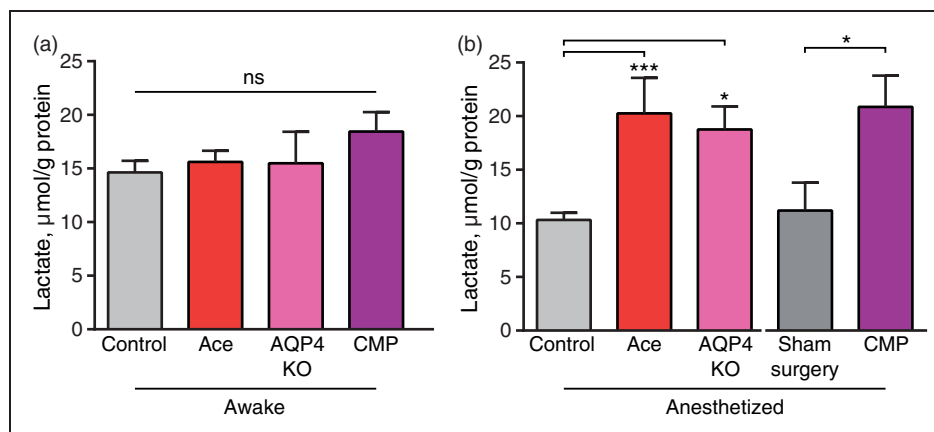 (a)
Lactate, μmol/g protein
25
20
15
10
5
0
ns
Control
Ace
AQP4
KO
CMP
Awake
(b)
Lactate, μmol/g protein
25
20
15
10
5
0
***
*
*
Control
Ace
AQP4
KO
Sham
surgery
CMP
Anesthetized